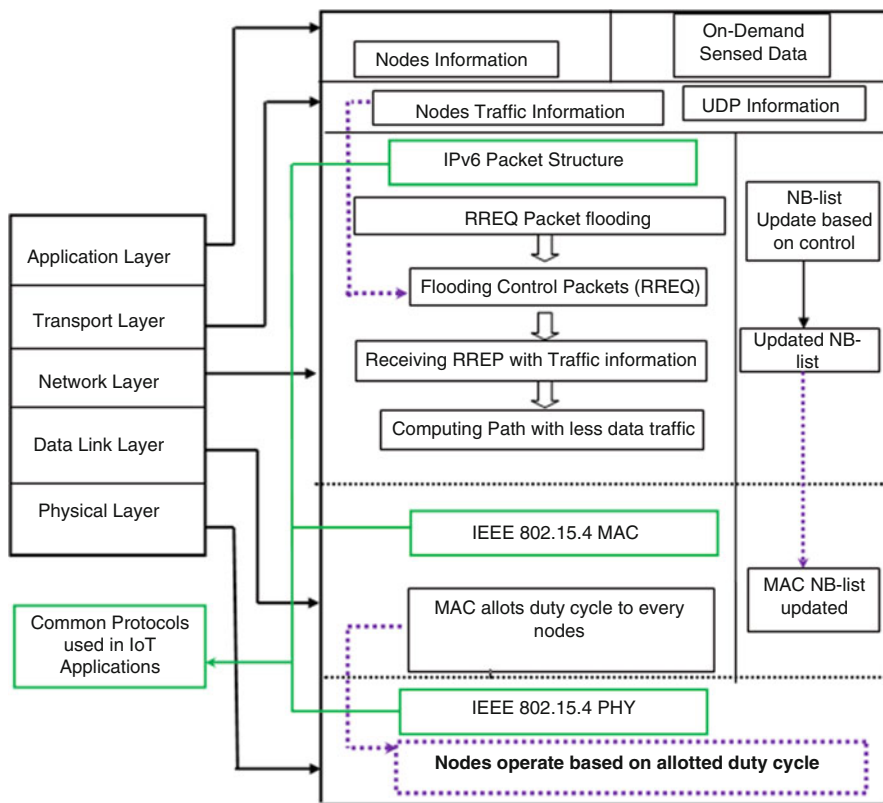 Application Layer
Transport Layer
Network Layer
Data Link Layer
Physical Layer
Common Protocols
used in IoT
Applications
Nodes Information
On-Demand
Sensed Data
Nodes Traffic Information
UDP Information
IPv6 Packet Structure
RREQ Packet flooding
Flooding Control Packets (RREQ)
Receiving RREP with Traffic information
Computing Path with less data traffic
NB-list
Update based
on control
Updated NB-
list
IEEE 802.15.4 MAC
MAC allots duty cycle to every
nodes
MAC NB-list
updated
IEEE 802.15.4 PHY
Nodes operate based on allotted duty cycle